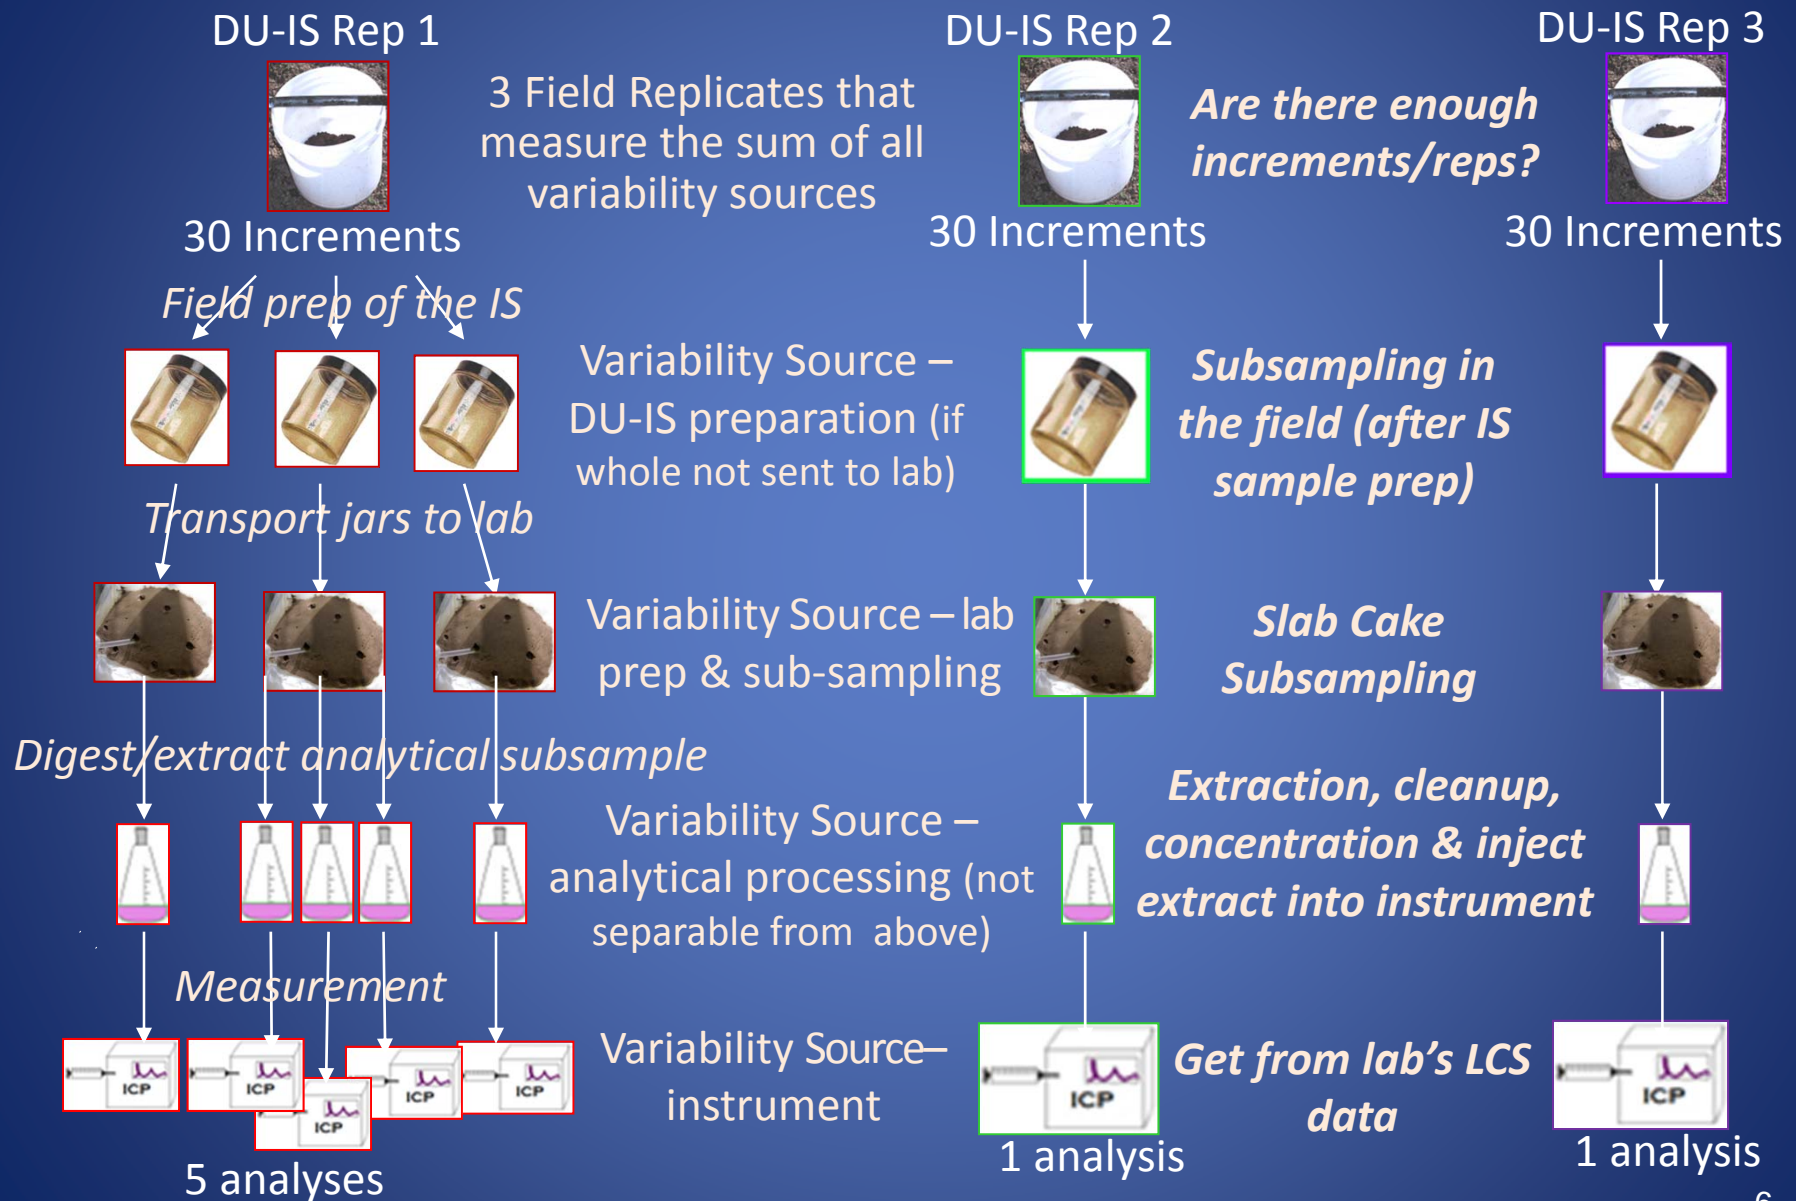 DU-IS Rep 1
DU-IS Rep 2
DU-IS Rep 3
3 Field Replicates that
measure the sum of all
variability sources
Are there enough
increments/reps?
30 Increments
30 Increments
30 Increments
Field prep of the IS
Variability Source –
DU-IS preparation (if
whole not sent to lab)
Subsampling in
the field (after IS
sample prep)
Transport jars to lab
Variability Source – lab
prep & sub-sampling
Slab Cake
Subsampling
Digest/extract analytical subsample
Variability Source –
analytical processing (not
separable from above)
Extraction, cleanup,
concentration & inject
extract into instrument
Measurement
Variability Source–
instrument
Get from lab's LCS
data
ICP
ICP
ICP
ICP
ICP
ICP
ICP
5 analyses
1 analysis
1 analysis
6